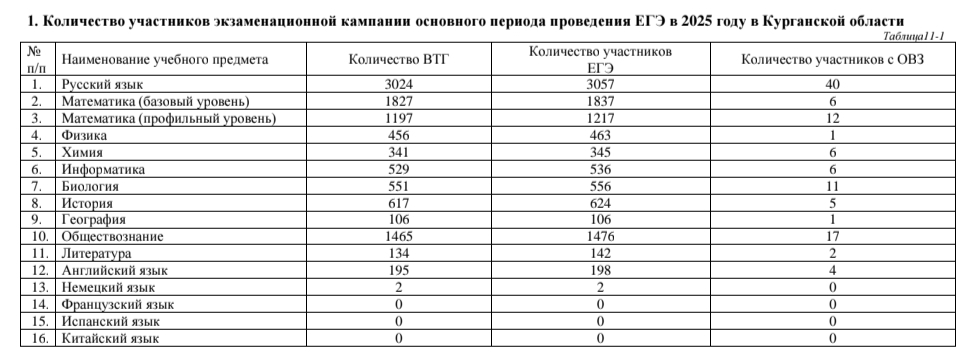 1. Количество участников экзаменационной кампании основного периода проведения ЕГЭ в 2025 году в Курганской области
Таблица11-1
№ п/п Наименование учебного предмета Количество ВТГ Количество участников ЕГЭ Количество участников с ОВЗ
1. Русский язык 3024 3057 40
2. Математика (базовый уровень) 1827 1837 6
3. Математика (профильный уровень) 1197 1217 12
4. Физика 456 463 1
5. Химия 341 345 6
6. Информатика 529 536 6
7. Биология 551 556 11
8. История 617 624 5
9. География 106 106 1
10. Обществознание 1465 1476 17
11. Литература 134 142 2
12. Английский язык 195 198 4
13. Немецкий язык 2 2 0
14. Французский язык 0 0 0
15. Испанский язык 0 0 0
16. Китайский язык 0 0 0